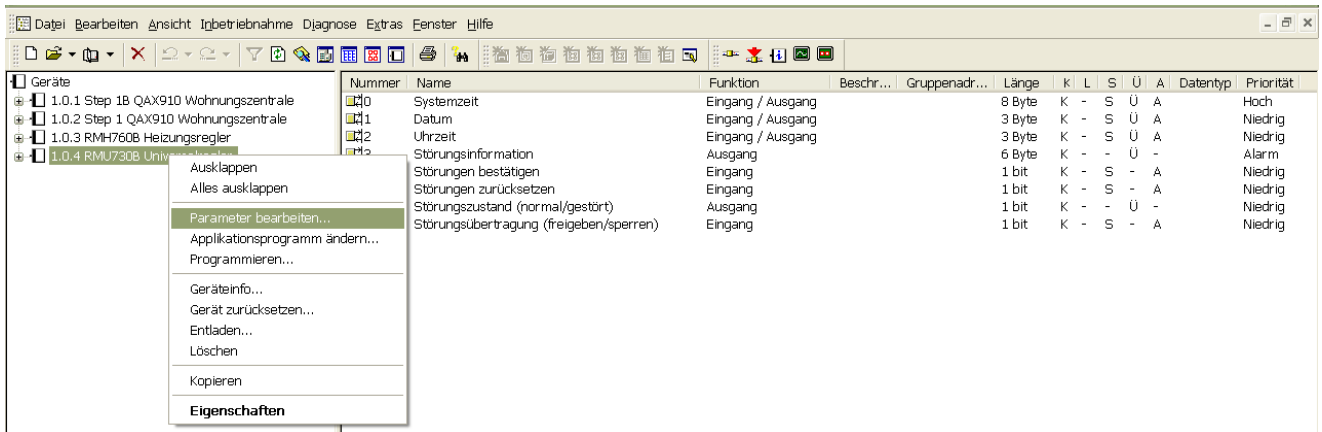 Datei Bearbeiten Ansicht Inbetriebnahme Diagnose Extras Fenster Hilfe
Geräte
1.0.1 Step 1B QAX910 Wohnungszentrale
1.0.2 Step 1 QAX910 Wohnungszentrale
1.0.3 RMH760B Heizungsregler
1.0.4 RMU730B
Ausklappen
Alles ausklappen
Parameter bearbeiten...
Applikationsprogramm ändern...
Programmieren...
Geräteinfo...
Gerät zurücksetzen...
Entladen...
Löschen
Kopieren
Eigenschaften
Nummer Name Funktion Beschr... Gruppenadr... Länge K L S Ü A Datentyp Priorität
0 Systemzeit Eingang / Ausgang 8 Byte K - S Ü A Hoch
1 Datum Eingang / Ausgang 3 Byte K - S Ü A Niedrig
2 Uhrzeit Eingang / Ausgang 3 Byte K - S Ü A Niedrig
3 Störungsinformation Ausgang 6 Byte K - - Ü - Alarm
Störungen bestätigen Eingang 1 bit K - S - A Niedrig
Störungen zurücksetzen Eingang 1 bit K - S - A Niedrig
Störungszustand (normal/gestört) Ausgang 1 bit K - - Ü - Niedrig
Störungsübertragung (freigeben/sperren) Eingang 1 bit K - S - A Niedrig